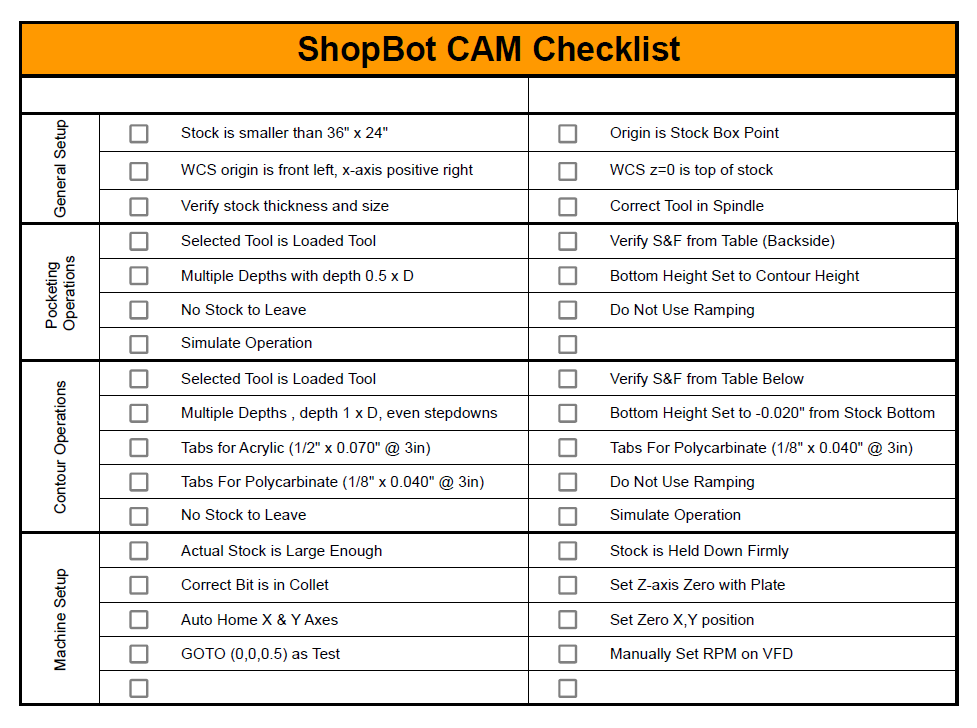 ShopBot CAM Checklist
General Setup
Stock is smaller than 36" x 24"
Origin is Stock Box Point
WCS origin is front left, x-axis positive right
WCS z=0 is top of stock
Verify stock thickness and size
Correct Tool in Spindle
Pocketing
Operations
Selected Tool is Loaded Tool
Verify S&F from Table (Backside)
Multiple Depths with depth 0.5 x D
Bottom Height Set to Contour Height
No Stock to Leave
Do Not Use Ramping
Simulate Operation
Contour Operations
Selected Tool is Loaded Tool
Verify S&F from Table Below
Multiple Depths , depth 1 x D, even stepdowns
Bottom Height Set to -0.020" from Stock Bottom
Tabs for Acrylic (1/2" x 0.070" @ 3in)
Tabs For Polycarbinate (1/8" x 0.040" @ 3in)
Tabs For Polycarbinate (1/8" x 0.040" @ 3in)
Do Not Use Ramping
No Stock to Leave
Simulate Operation
Machine Setup
Actual Stock is Large Enough
Stock is Held Down Firmly
Correct Bit is in Collet
Set Z-axis Zero with Plate
Auto Home X & Y Axes
Set Zero X,Y position
GOTO (0,0,0.5) as Test
Manually Set RPM on VFD